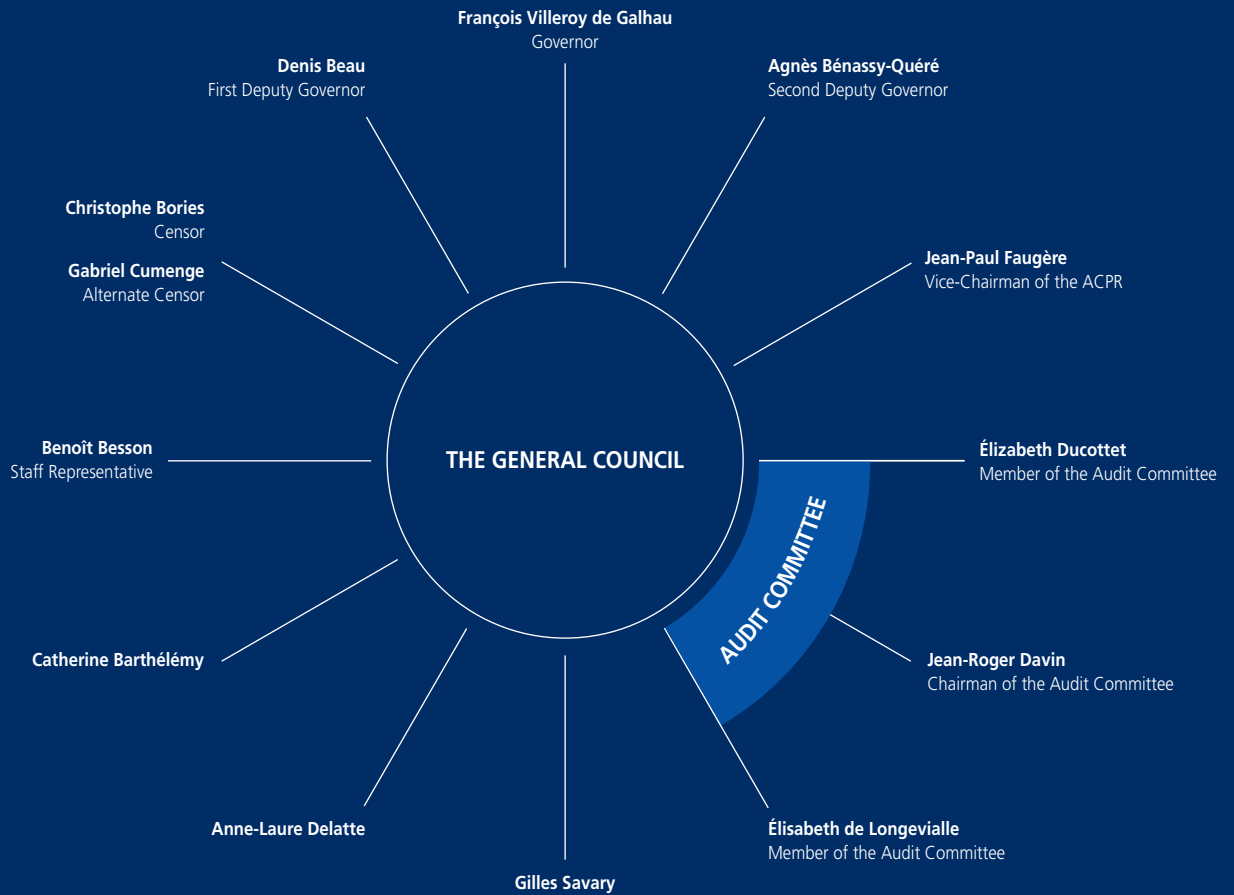 François Villeroy de Galhau
Governor
Denis Beau
First Deputy Governor
Agnès Bénassy-Quéré
Second Deputy Governor
Christophe Bories
Censor
Gabriel Cumenge
Alternate Censor
Jean-Paul Faugère
Vice-Chairman of the ACPR
Benoît Besson
Staff Representative
THE GENERAL COUNCIL
Élizabeth Ducottet
Member of the Audit Committee
AUDIT COMMITTEE
Catherine Barthélémy
Jean-Roger Davin
Chairman of the Audit Committee
Anne-Laure Delatte
Élisabeth de Longevialle
Member of the Audit Committee
Gilles Savary